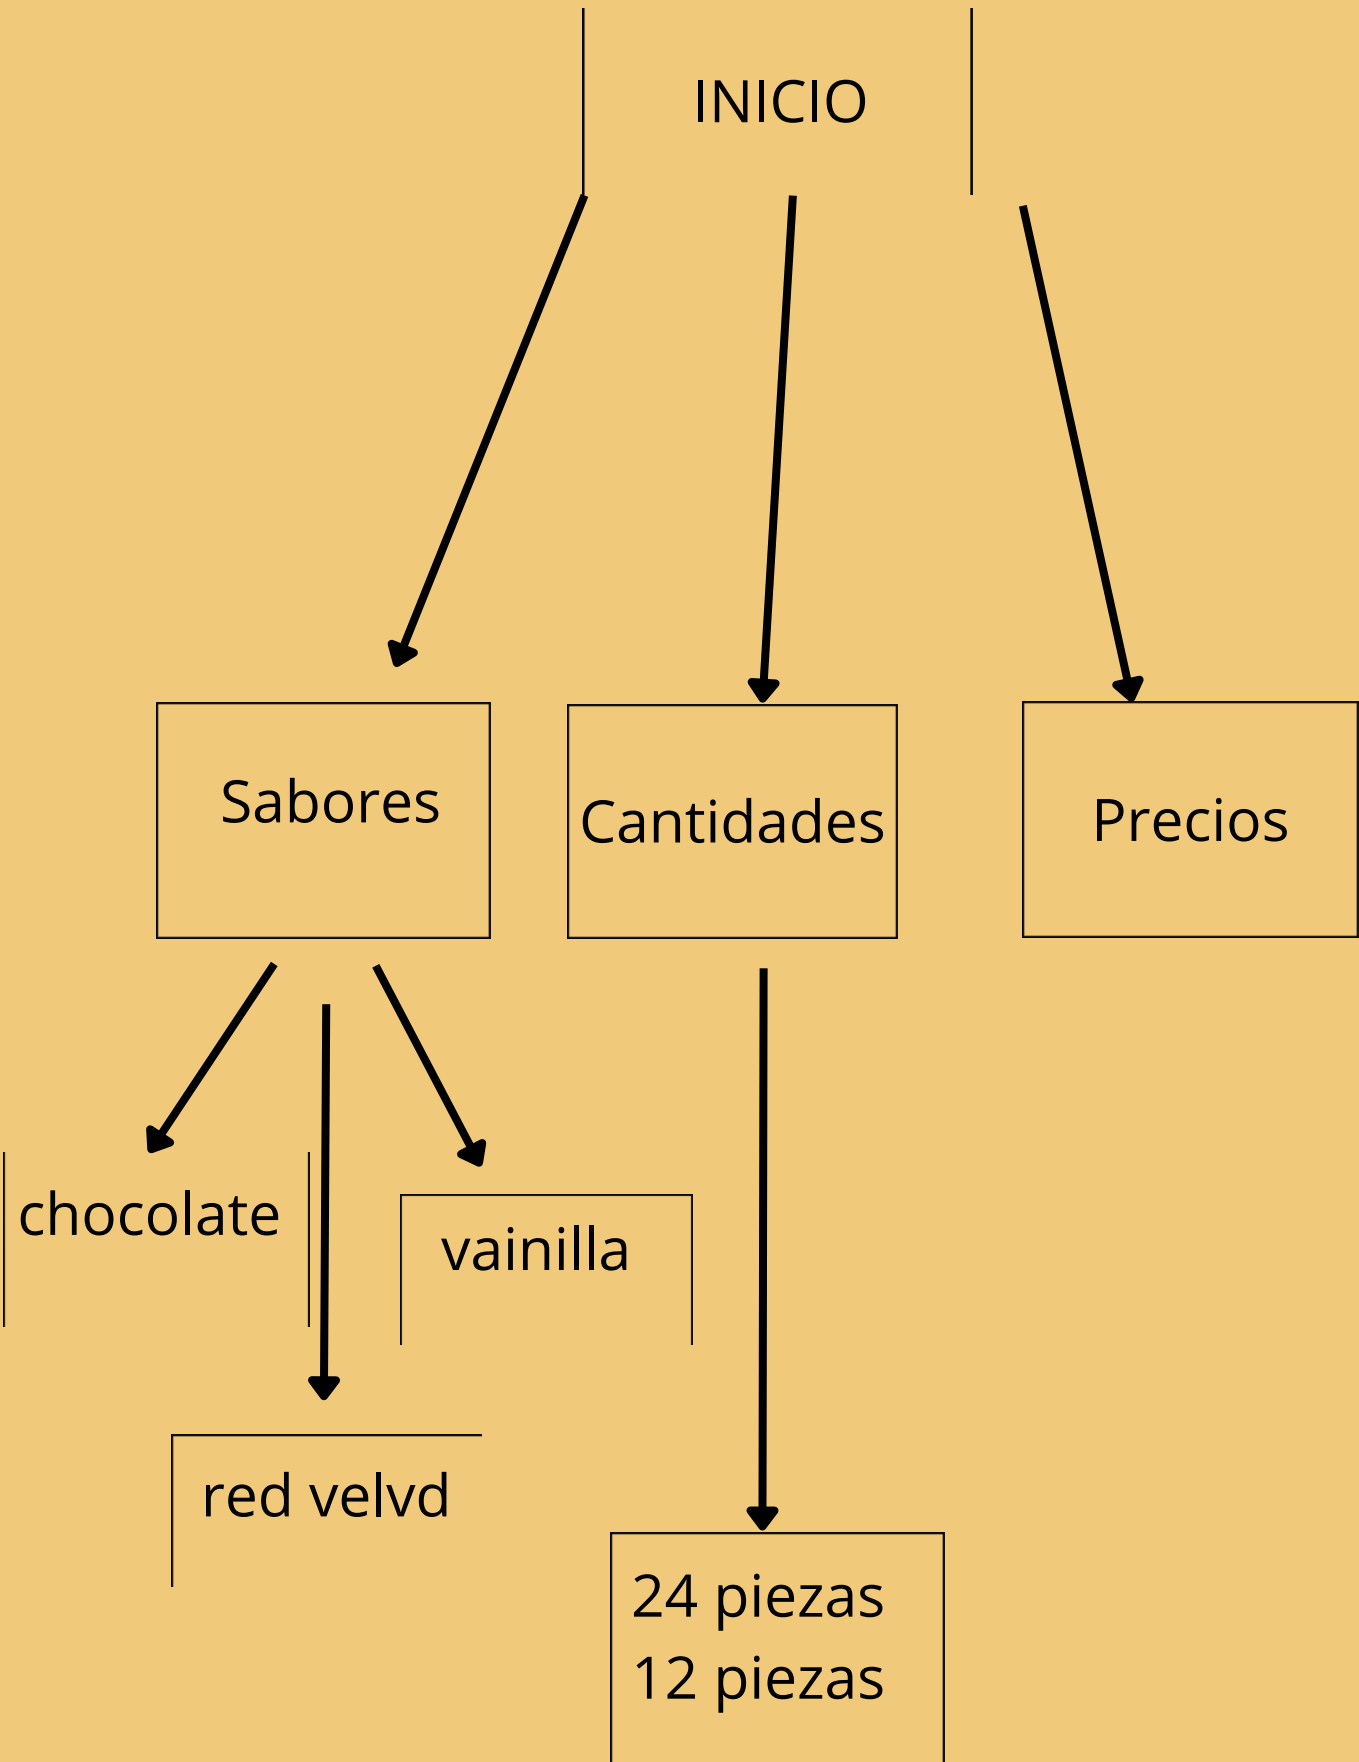 INICIO
Sabores
Cantidades
Precios
chocolate
vainilla
red velvd
24 piezas
12 piezas